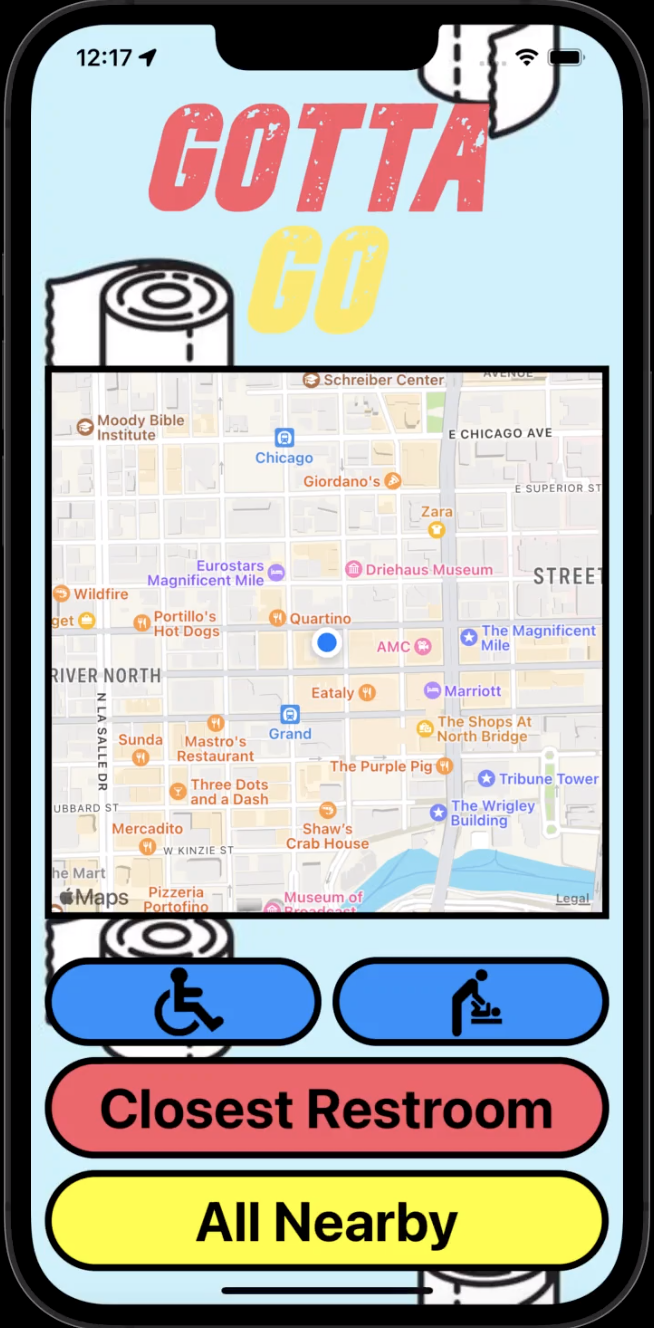 12:17
GOTTA
GO
Schreiber Center
AVENUE
Moody Bible
Institute
E CHICAGO AVE
Chicago
Giordano's
E SUPERIOR ST
Zara
Eurostars
Magnificent Mile
Driehaus Museum
STREET
Wildfire
get
Portillo's
Hot Dogs
Quartino
The Magnificent
Mile
AMC
RIVER NORTH
Eataly
Marriott
N LA SALLE DR
Grand
The Shops At
North Bridge
Sunda
Mastro's
Restaurant
The Purple Pig
Tribune Tower
Three Dots
and a Dash
UBBARD ST
The Wrigley
Building
Mercadito
Shaw's
Crab House
W KINZIE ST
he Mart
Maps
Pizzeria
Portofino
Museum of
Broadcast
Legal
Closest Restroom
All Nearby